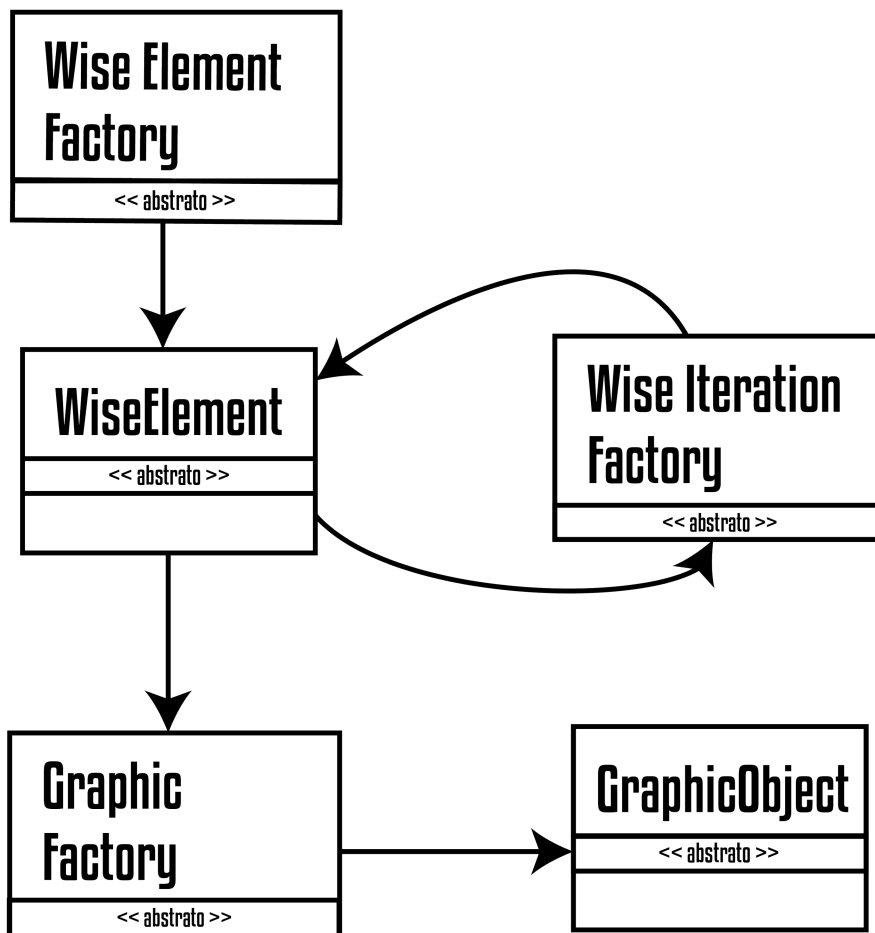 Wise Element
Factory
<< abstrato >>
WiseElement
<< abstrato >>
Wise Iteration
Factory
<< abstrato >>
Graphic
Factory
<< abstrato >>
GraphicObject
<< abstrato >>